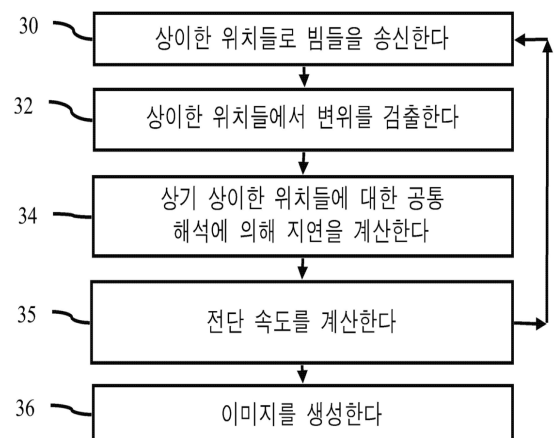 30
상이한 위치들로 빔들을 송신한다
32
상이한 위치들에서 변위를 검출한다
34
상기 상이한 위치들에 대한 공통
해석에 의해 지연을 계산한다
35
전단 속도를 계산한다
36
이미지를 생성한다